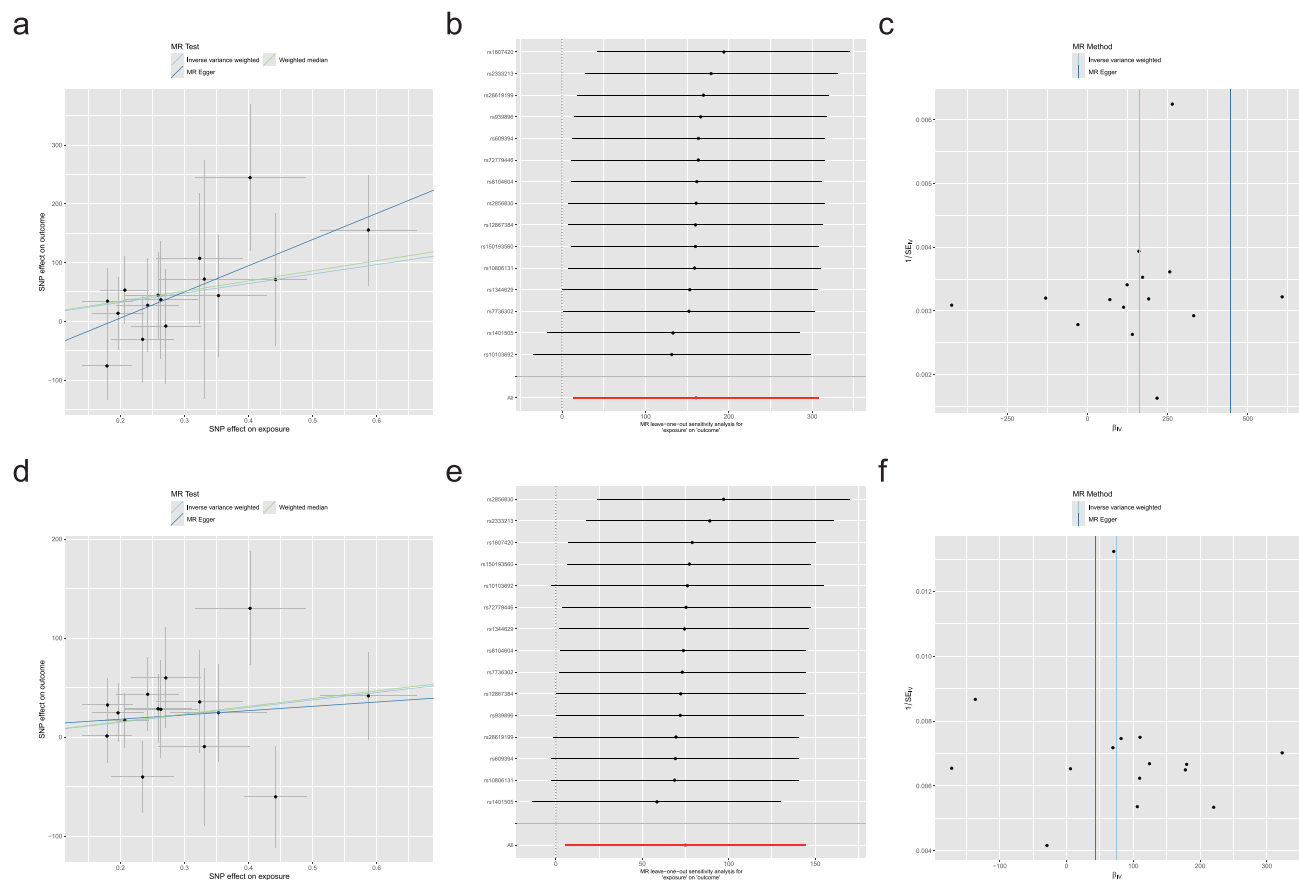 a
MR Test
Inverse variance weighted
Weighted median
MR Egger
300
200
100
0
−100
SNP effect on outcome
0.2
0.3
0.4
0.5
0.6
SNP effect on exposure
b
rs1607420
rs2333213
rs28619199
rs939896
rs609394
rs72779446
rs8104604
rs2856830
rs12867384
rs150193560
rs10806131
rs1344629
rs7736302
rs1401505
rs10103692
All
0
100
200
300
MR leave−one−out sensitivity analysis for
'exposure' on 'outcome'
c
MR Method
Inverse variance weighted
MR Egger
0.006
0.005
0.004
0.003
0.002
1/SEIV
−250
0
250
500
βIV
d
MR Test
Inverse variance weighted
Weighted median
MR Egger
200
100
0
−100
SNP effect on outcome
0.2
0.3
0.4
0.5
0.6
SNP effect on exposure
e
rs2856830
rs2333213
rs1607420
rs150193560
rs10103692
rs72779446
rs1344629
rs8104604
rs7736302
rs12867384
rs939896
rs28619199
rs609394
rs10806131
rs1401505
All
0
50
100
150
MR leave−one−out sensitivity analysis for
'exposure' on 'outcome'
f
MR Method
Inverse variance weighted
MR Egger
0.012
0.010
0.008
0.006
0.004
1/SEIV
−100
0
100
200
300
βIV